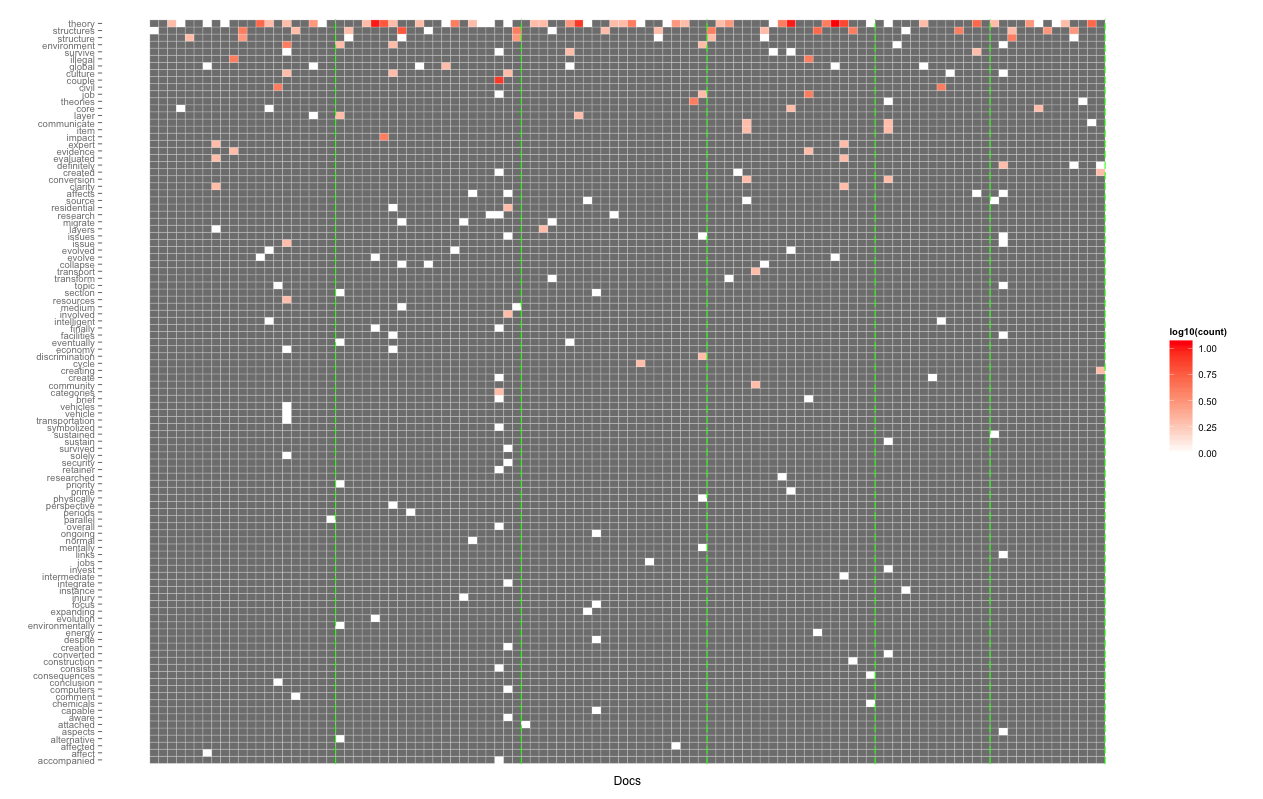 theory
structures
structure
environment
survive
illegal
global
culture
couple
civil
job
theories
core
layer
communicate
item
impact
expert
evidence
evaluated
definitely
created
conversion
clarity
affects
source
residential
research
migrate
layers
issues
issue
evolved
evolve
collapse
transport
transform
topic
section
resources
medium
involved
intelligent
finally
facilities
eventually
economy
discrimination
cycle
creating
create
community
categories
brief
vehicles
vehicle
transportation
symbolized
sustained
sustain
survived
solely
security
retainer
researched
priority
prime
physically
perspective
periods
parallel
overall
ongoing
normal
mentally
links
jobs
invest
intermediate
integrate
instance
injury
focus
expanding
evolution
environmentally
energy
despite
creation
converted
construction
consists
consequences
conclusion
computers
comment
chemicals
capable
aware
attached
aspects
alternative
affected
affect
accompanied
Docs
log10(count)
1.00
0.75
0.50
0.25
0.00